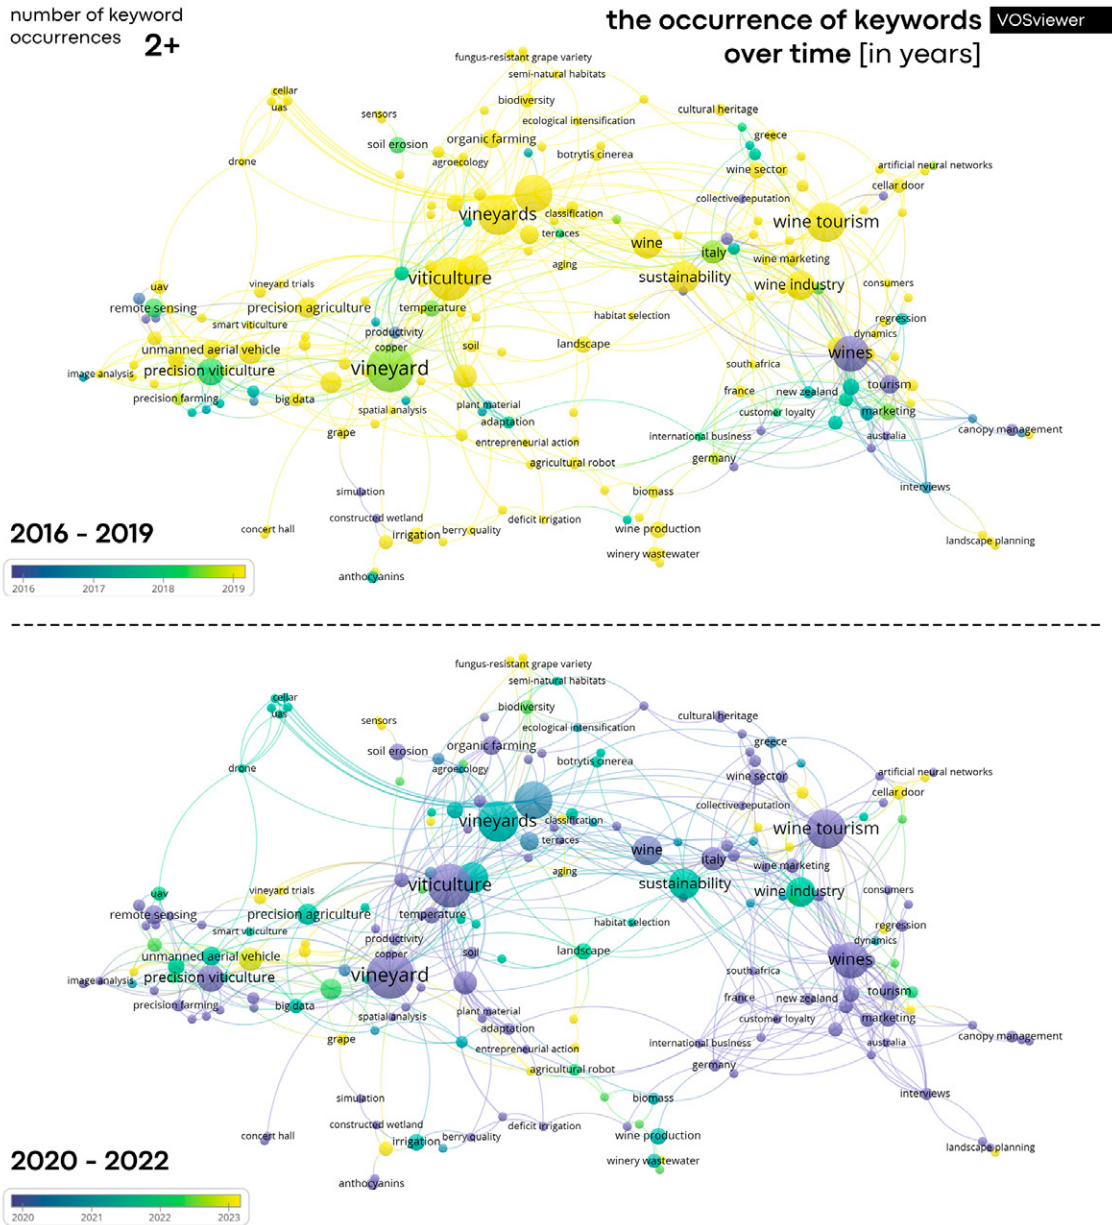 number of keyword
occurrences 2+
the occurrence of keywords
over time [in years]
VOSviewer
fungus-resistant grape variety
semi-natural habitats
cellar
uas
biodiversity
sensors
cultural heritage
ecological intensification
greece
soil erosion
organic farming
drone
agroecology
botrytis cinerea
wine sector
artificial neural networks
cellar door
collective reputation
vineyards
classification
wine tourism
terraces
wine
italy
wine marketing
aging
viticulture
sustainability
wine industry
consumers
uav
vineyard trials
remote sensing
precision agriculture
temperature
habitat selection
regression
smart viticulture
productivity
dynamics
unmanned aerial vehicle
copper
soil
landscape
wines
image analysis
precision viticulture
vineyard
south africa
tourism
precision farming
big data
france
new zealand
spatial analysis
plant material
customer loyalty
marketing
adaptation
grape
entrepreneurial action
international business
australia
canopy management
agricultural robot
germany
simulation
biomass
interviews
constructed wetland
deficit irrigation
concert hall
irrigation
berry quality
wine production
landscape planning
2016 - 2019
winery wastewater
anthocyanins
2016 2017 2018 2019
fungus-resistant grape variety
semi-natural habitats
cellar
uas
biodiversity
sensors
cultural heritage
ecological intensification
greece
soil erosion
organic farming
drone
agroecology
botrytis cinerea
wine sector
artificial neural networks
cellar door
collective reputation
vineyards
classification
wine tourism
terraces
wine
italy
wine marketing
aging
viticulture
sustainability
wine industry
consumers
uav
vineyard trials
remote sensing
precision agriculture
temperature
habitat selection
regression
smart viticulture
productivity
dynamics
unmanned aerial vehicle
copper
soil
landscape
wines
image analysis
precision viticulture
vineyard
south africa
tourism
precision farming
big data
france
new zealand
spatial analysis
plant material
customer loyalty
marketing
adaptation
grape
entrepreneurial action
international business
australia
canopy management
agricultural robot
germany
simulation
biomass
interviews
constructed wetland
deficit irrigation
concert hall
irrigation
berry quality
wine production
landscape planning
2020 - 2022
winery wastewater
anthocyanins
2020 2021 2022 2023